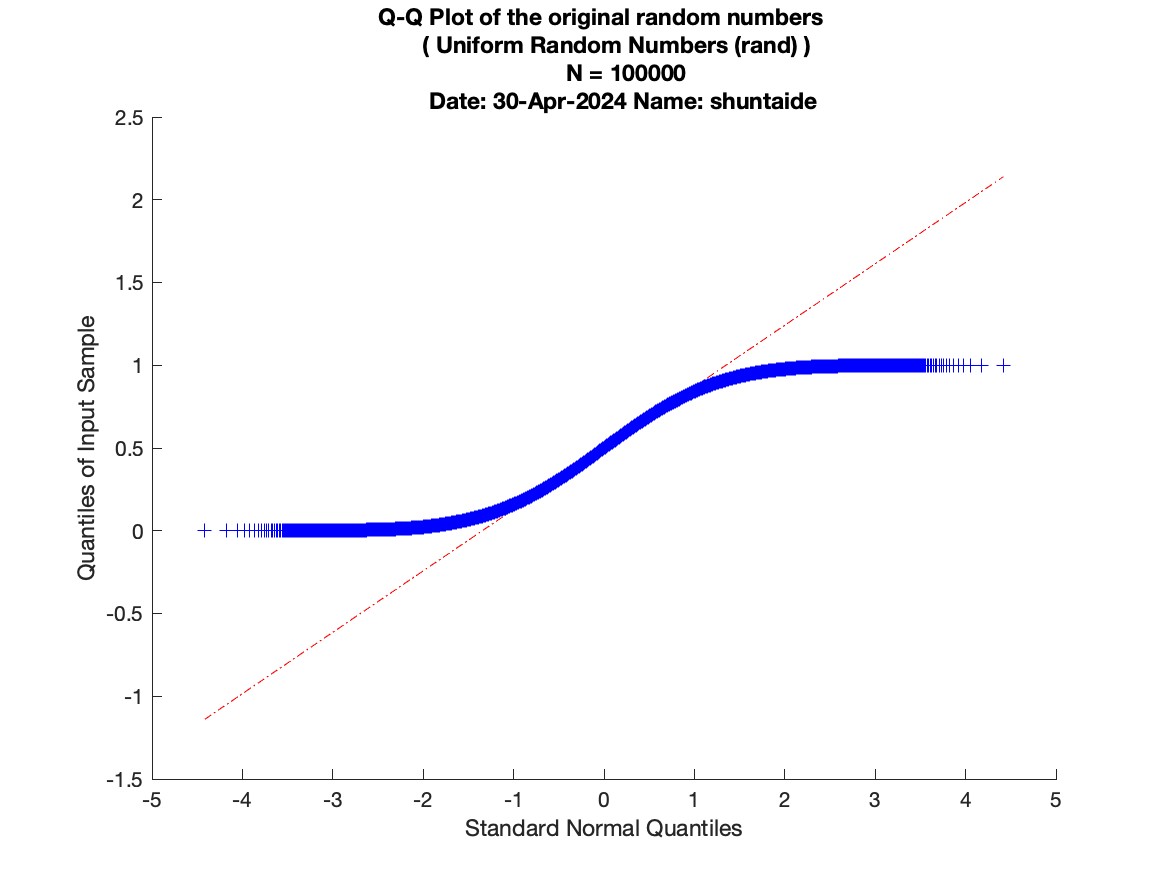 Q-Q Plot of the original random numbers
( Uniform Random Numbers (rand) )
N = 100000
Date: 30-Apr-2024 Name: shuntaide
2.5
2
1.5
1
0.5
0
-0.5
-1
-1.5
Quantiles of Input Sample
-5 -4 -3 -2 -1 0 1 2 3 4 5
Standard Normal Quantiles